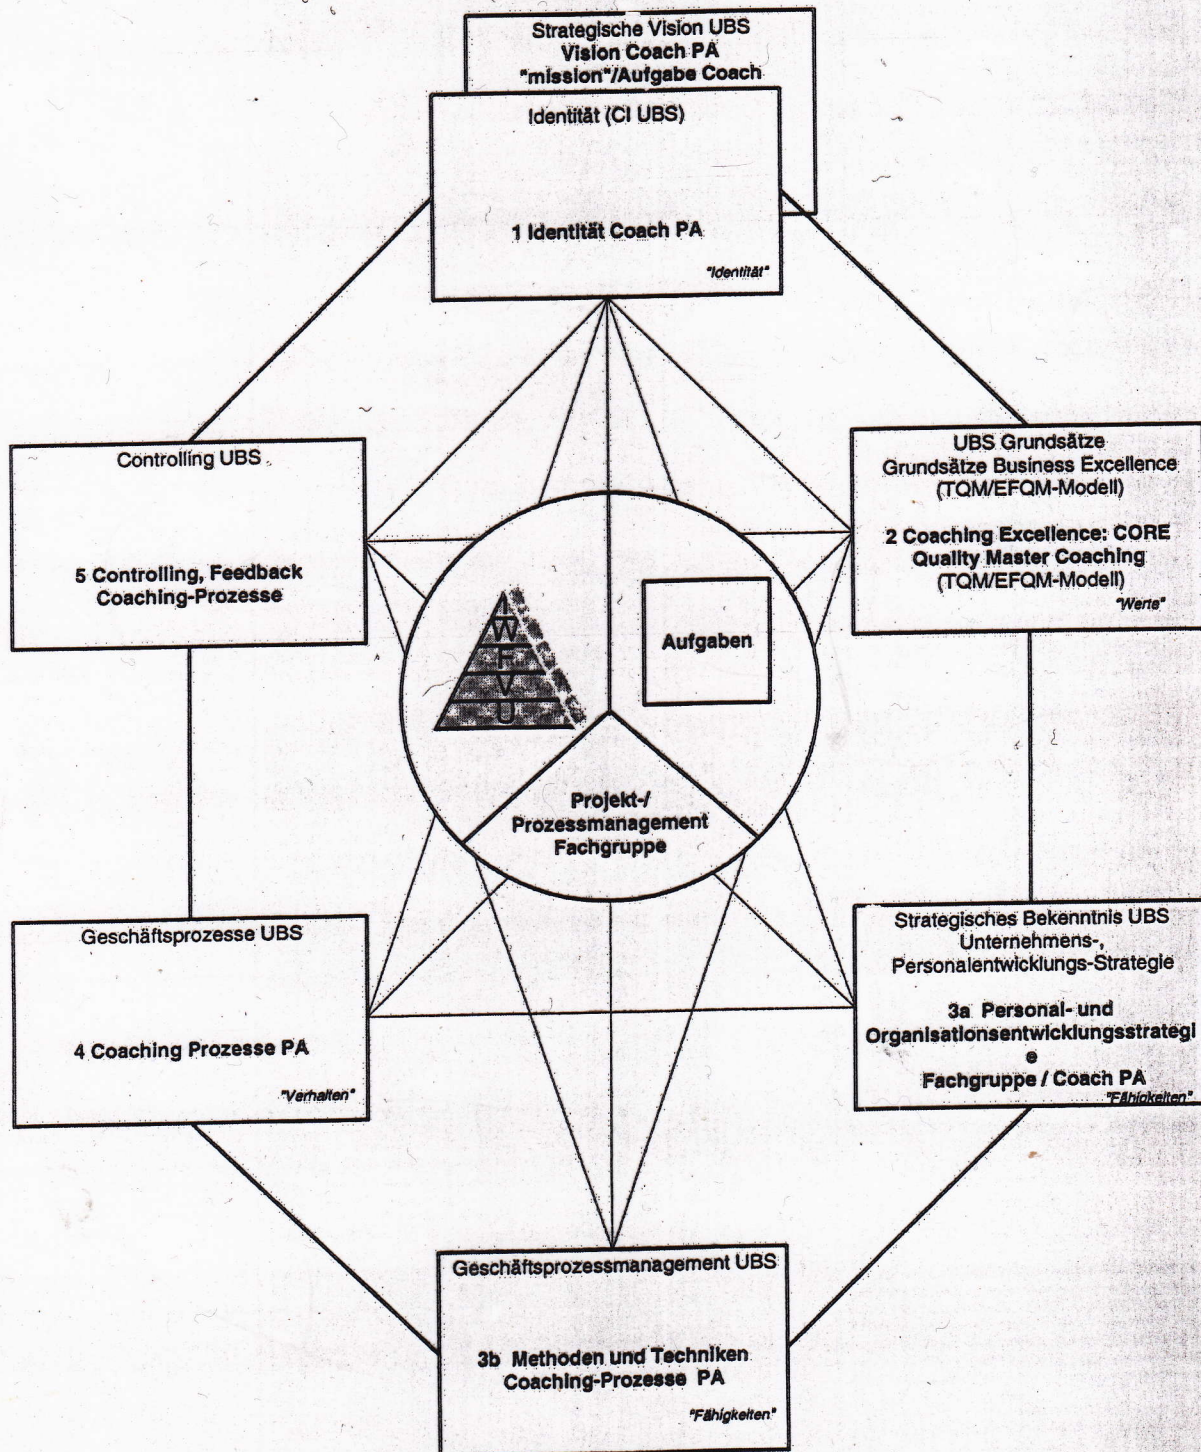 Strategische Vision UBS
Vision Coach PA
"mission"/Aufgabe Coach
Identität (CI UBS)
1 Identität Coach PA
"Identität"
Controlling UBS
5 Controlling, Feedback
Coaching-Prozesse
UBS Grundsätze
Grundsätze Business Excellence
(TQM/EFQM-Modell)
2 Coaching Excellence: CORE
Quality Master Coaching
(TQM/EFQM-Modell)
"Werte"
I
W
F
V
U
Aufgaben
Projekt-/
Prozessmanagement
Fachgruppe
Geschäftsprozesse UBS
4 Coaching Prozesse PA
"Verhalten"
Strategisches Bekenntnis UBS
Unternehmens-,
Personalentwicklungs-Strategie
3a Personal- und
Organisationsentwicklungsstrategi
e
Fachgruppe / Coach PA
"Fähigkeiten"
Geschäftsprozessmanagement UBS
3b Methoden und Techniken
Coaching-Prozesse PA
"Fähigkeiten"